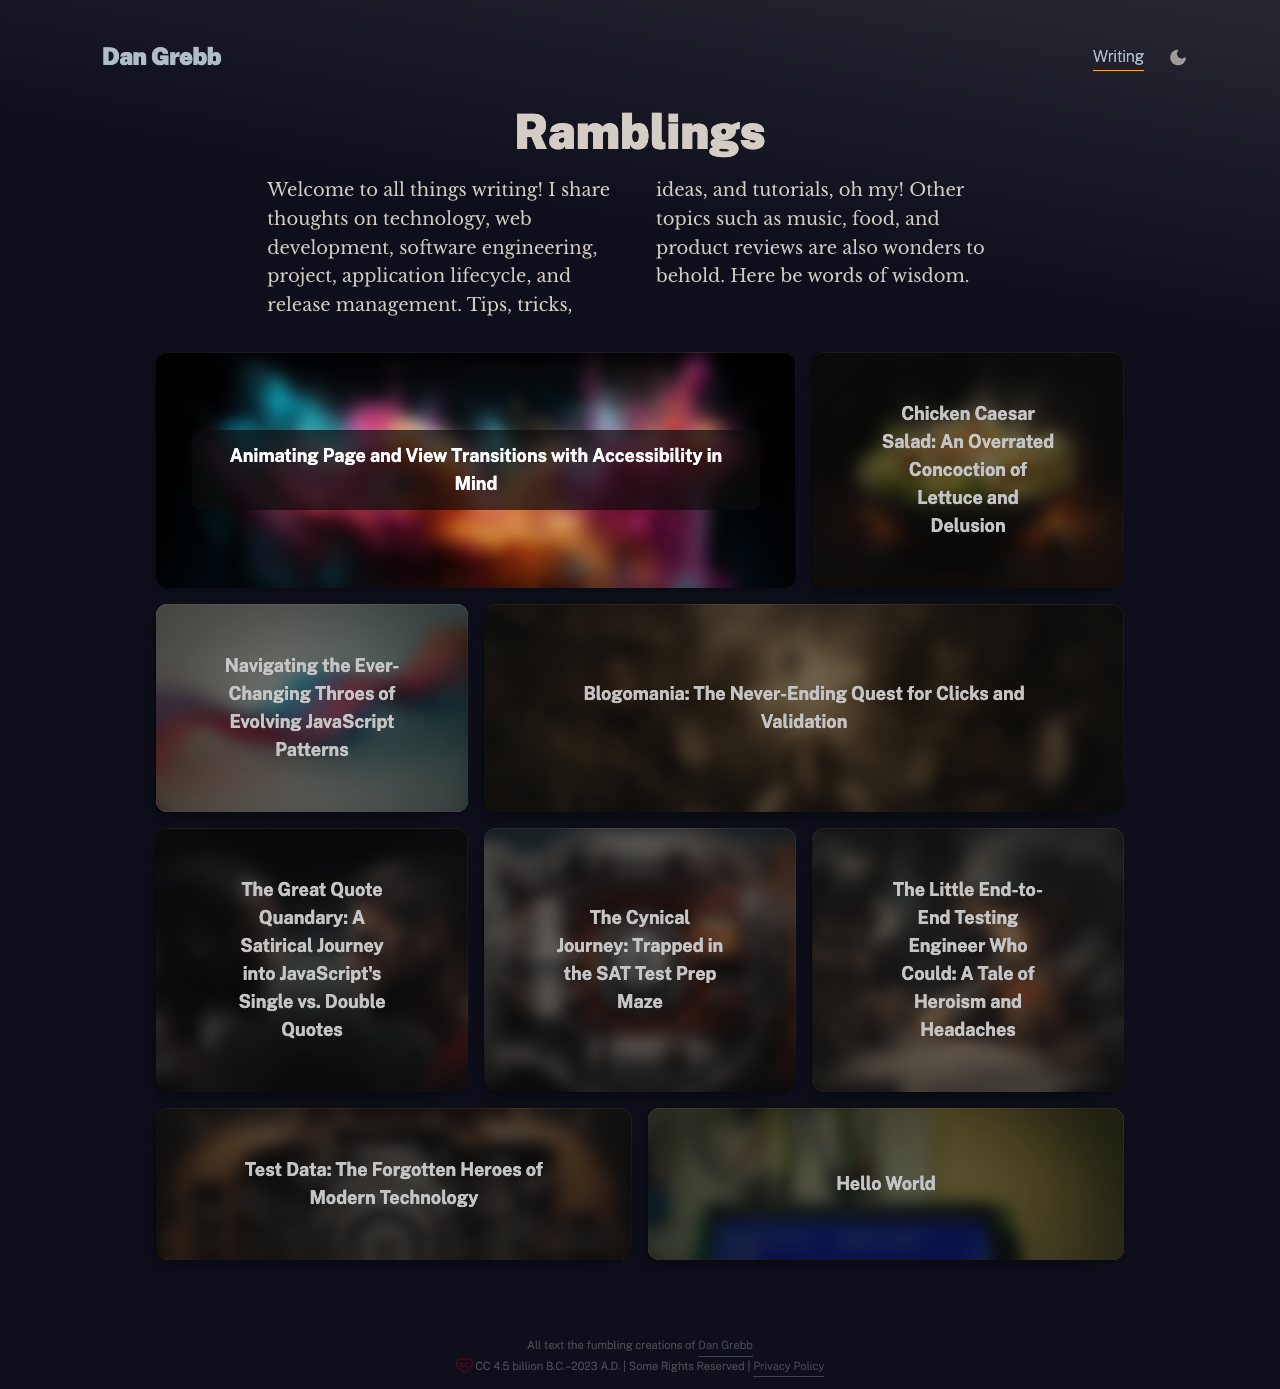 Dan Grebb
Writing
Ramblings
Welcome to all things writing! I share
thoughts on technology, web
development, software engineering,
project, application lifecycle, and
release management. Tips, tricks,
ideas, and tutorials, oh my! Other
topics such as music, food, and
product reviews are also wonders to
behold. Here be words of wisdom.
Animating Page and View Transitions with Accessibility in
Mind
Chicken Caesar
Salad: An Overrated
Concoction of
Lettuce and
Delusion
Navigating the Ever-
Changing Throes of
Evolving JavaScript
Patterns
Blogomania: The Never-Ending Quest for Clicks and
Validation
The Great Quote
Quandary: A
Satirical Journey
into JavaScript's
Single vs. Double
Quotes
The Cynical
Journey: Trapped in
the SAT Test Prep
Maze
The Little End-to-
End Testing
Engineer Who
Could: A Tale of
Heroism and
Headaches
Test Data: The Forgotten Heroes of
Modern Technology
Hello World
All text the fumbling creations of Dan Grebb
CC 4.5 billion B.C.–2023 A.D. | Some Rights Reserved | Privacy Policy